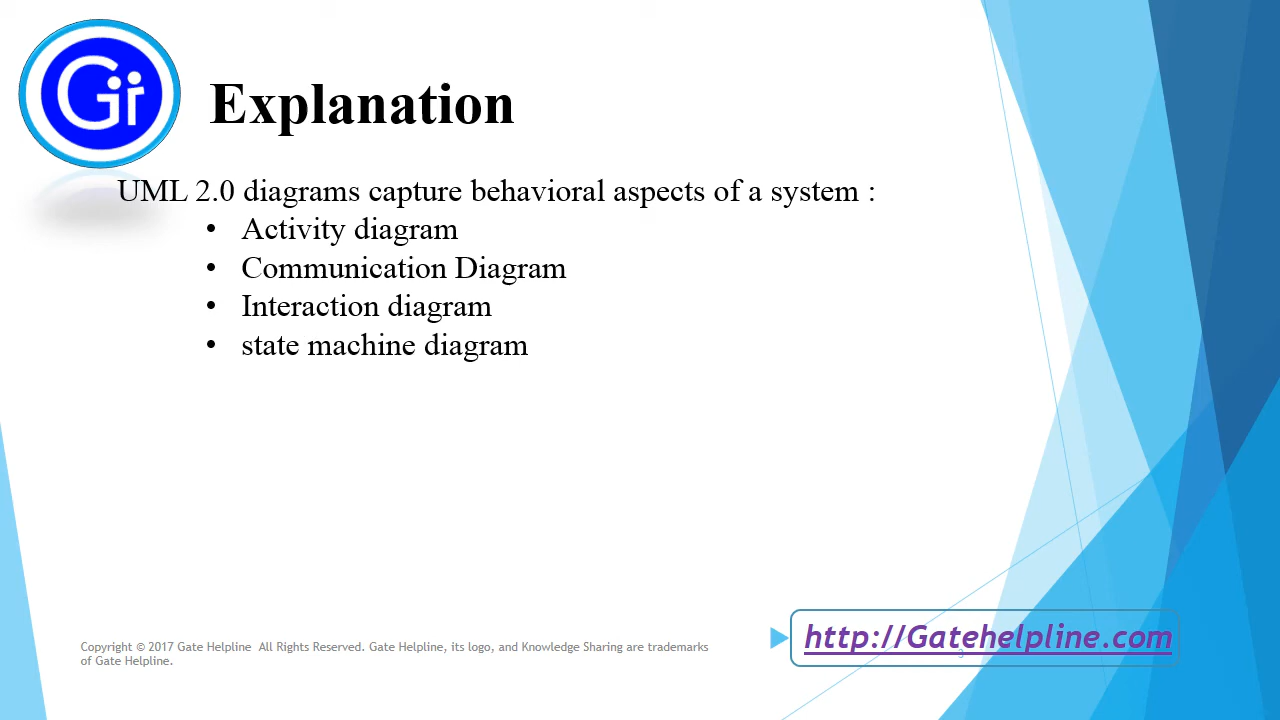 Gi
Explanation
UML 2.0 diagrams capture behavioral aspects of a system :
• Activity diagram
• Communication Diagram
• Interaction diagram
• state machine diagram
Copyright © 2017 Gate Helpline  All Rights Reserved. Gate Helpline, its logo, and Knowledge Sharing are trademarks
of Gate Helpline.
http://Gatehelpline.com
3